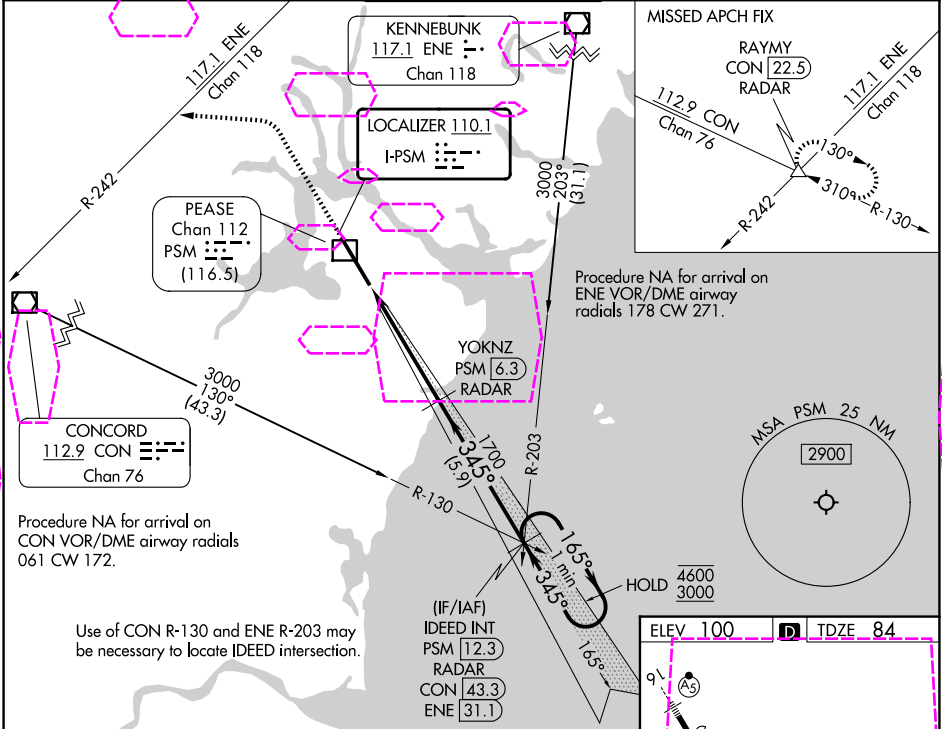 117.1 ENE
Chan 118
KENNEBUNK
117.1 ENE
Chan 118
MISSED APCH FIX
RAYMY
CON 22.5
RADAR
117.1 ENE
Chan 118
112.9 CON
Chan 76
130°
310°
R-130
R-242
LOCALIZER 110.1
I-PSM
3000
203°
(31.1)
R-242
PEASE
Chan 112
PSM
(116.5)
Procedure NA for arrival on
ENE VOR/DME airway
radials 178 CW 271.
YOKNZ
PSM 6.3
RADAR
3000
130°
(43.3)
CONCORD
112.9 CON
Chan 76
MSA PSM 25 NM
2900
1700
345°
(5.9)
R-203
R-130
Procedure NA for arrival on
CON VOR/DME airway radials
061 CW 172.
165°
1 min
345°
HOLD 4600
3000
165°
(IF/IAF)
IDEED INT
PSM 12.3
RADAR
CON 43.3
ENE 31.1
Use of CON R-130 and ENE R-203 may
be necessary to locate IDEED intersection.
ELEV 100 D TDZE 84
16
A5